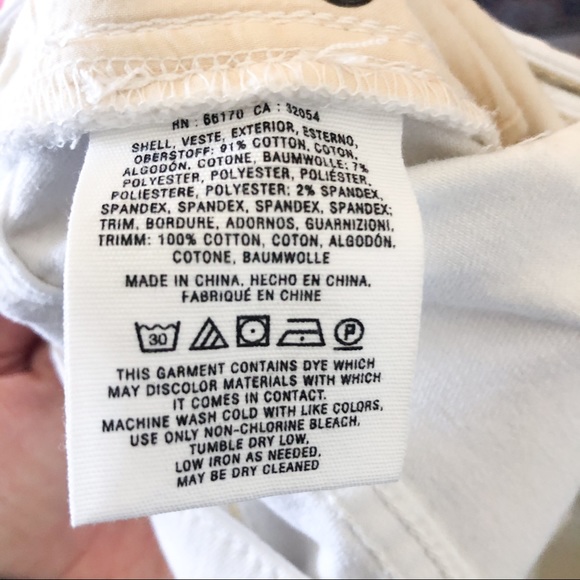 RN : 66170 CA : 32054
SHELL, VESTE, EXTERIOR, ESTERNO,
OBERSTOFF: 91% COTTON, COTON,
ALGODÓN, COTONE, BAUMWOLLE; 7%
POLYESTER, POLYESTER, POLIÉSTER,
POLIESTERE, POLYESTER; 2% SPANDEX,
SPANDEX, SPANDEX, SPANDEX, SPANDEX;
TRIM, BORDURE, ADORNOS, GUARNIZIONI,
TRIMM: 100% COTTON, COTON, ALGODÓN,
COTONE, BAUMWOLLE
MADE IN CHINA, HECHO EN CHINA,
FABRIQUÉ EN CHINE
30 P
THIS GARMENT CONTAINS DYE WHICH
MAY DISCOLOR MATERIALS WITH WHICH
IT COMES IN CONTACT.
MACHINE WASH COLD WITH LIKE COLORS,
USE ONLY NON-CHLORINE BLEACH,
TUMBLE DRY LOW,
LOW IRON AS NEEDED,
MAY BE DRY CLEANED